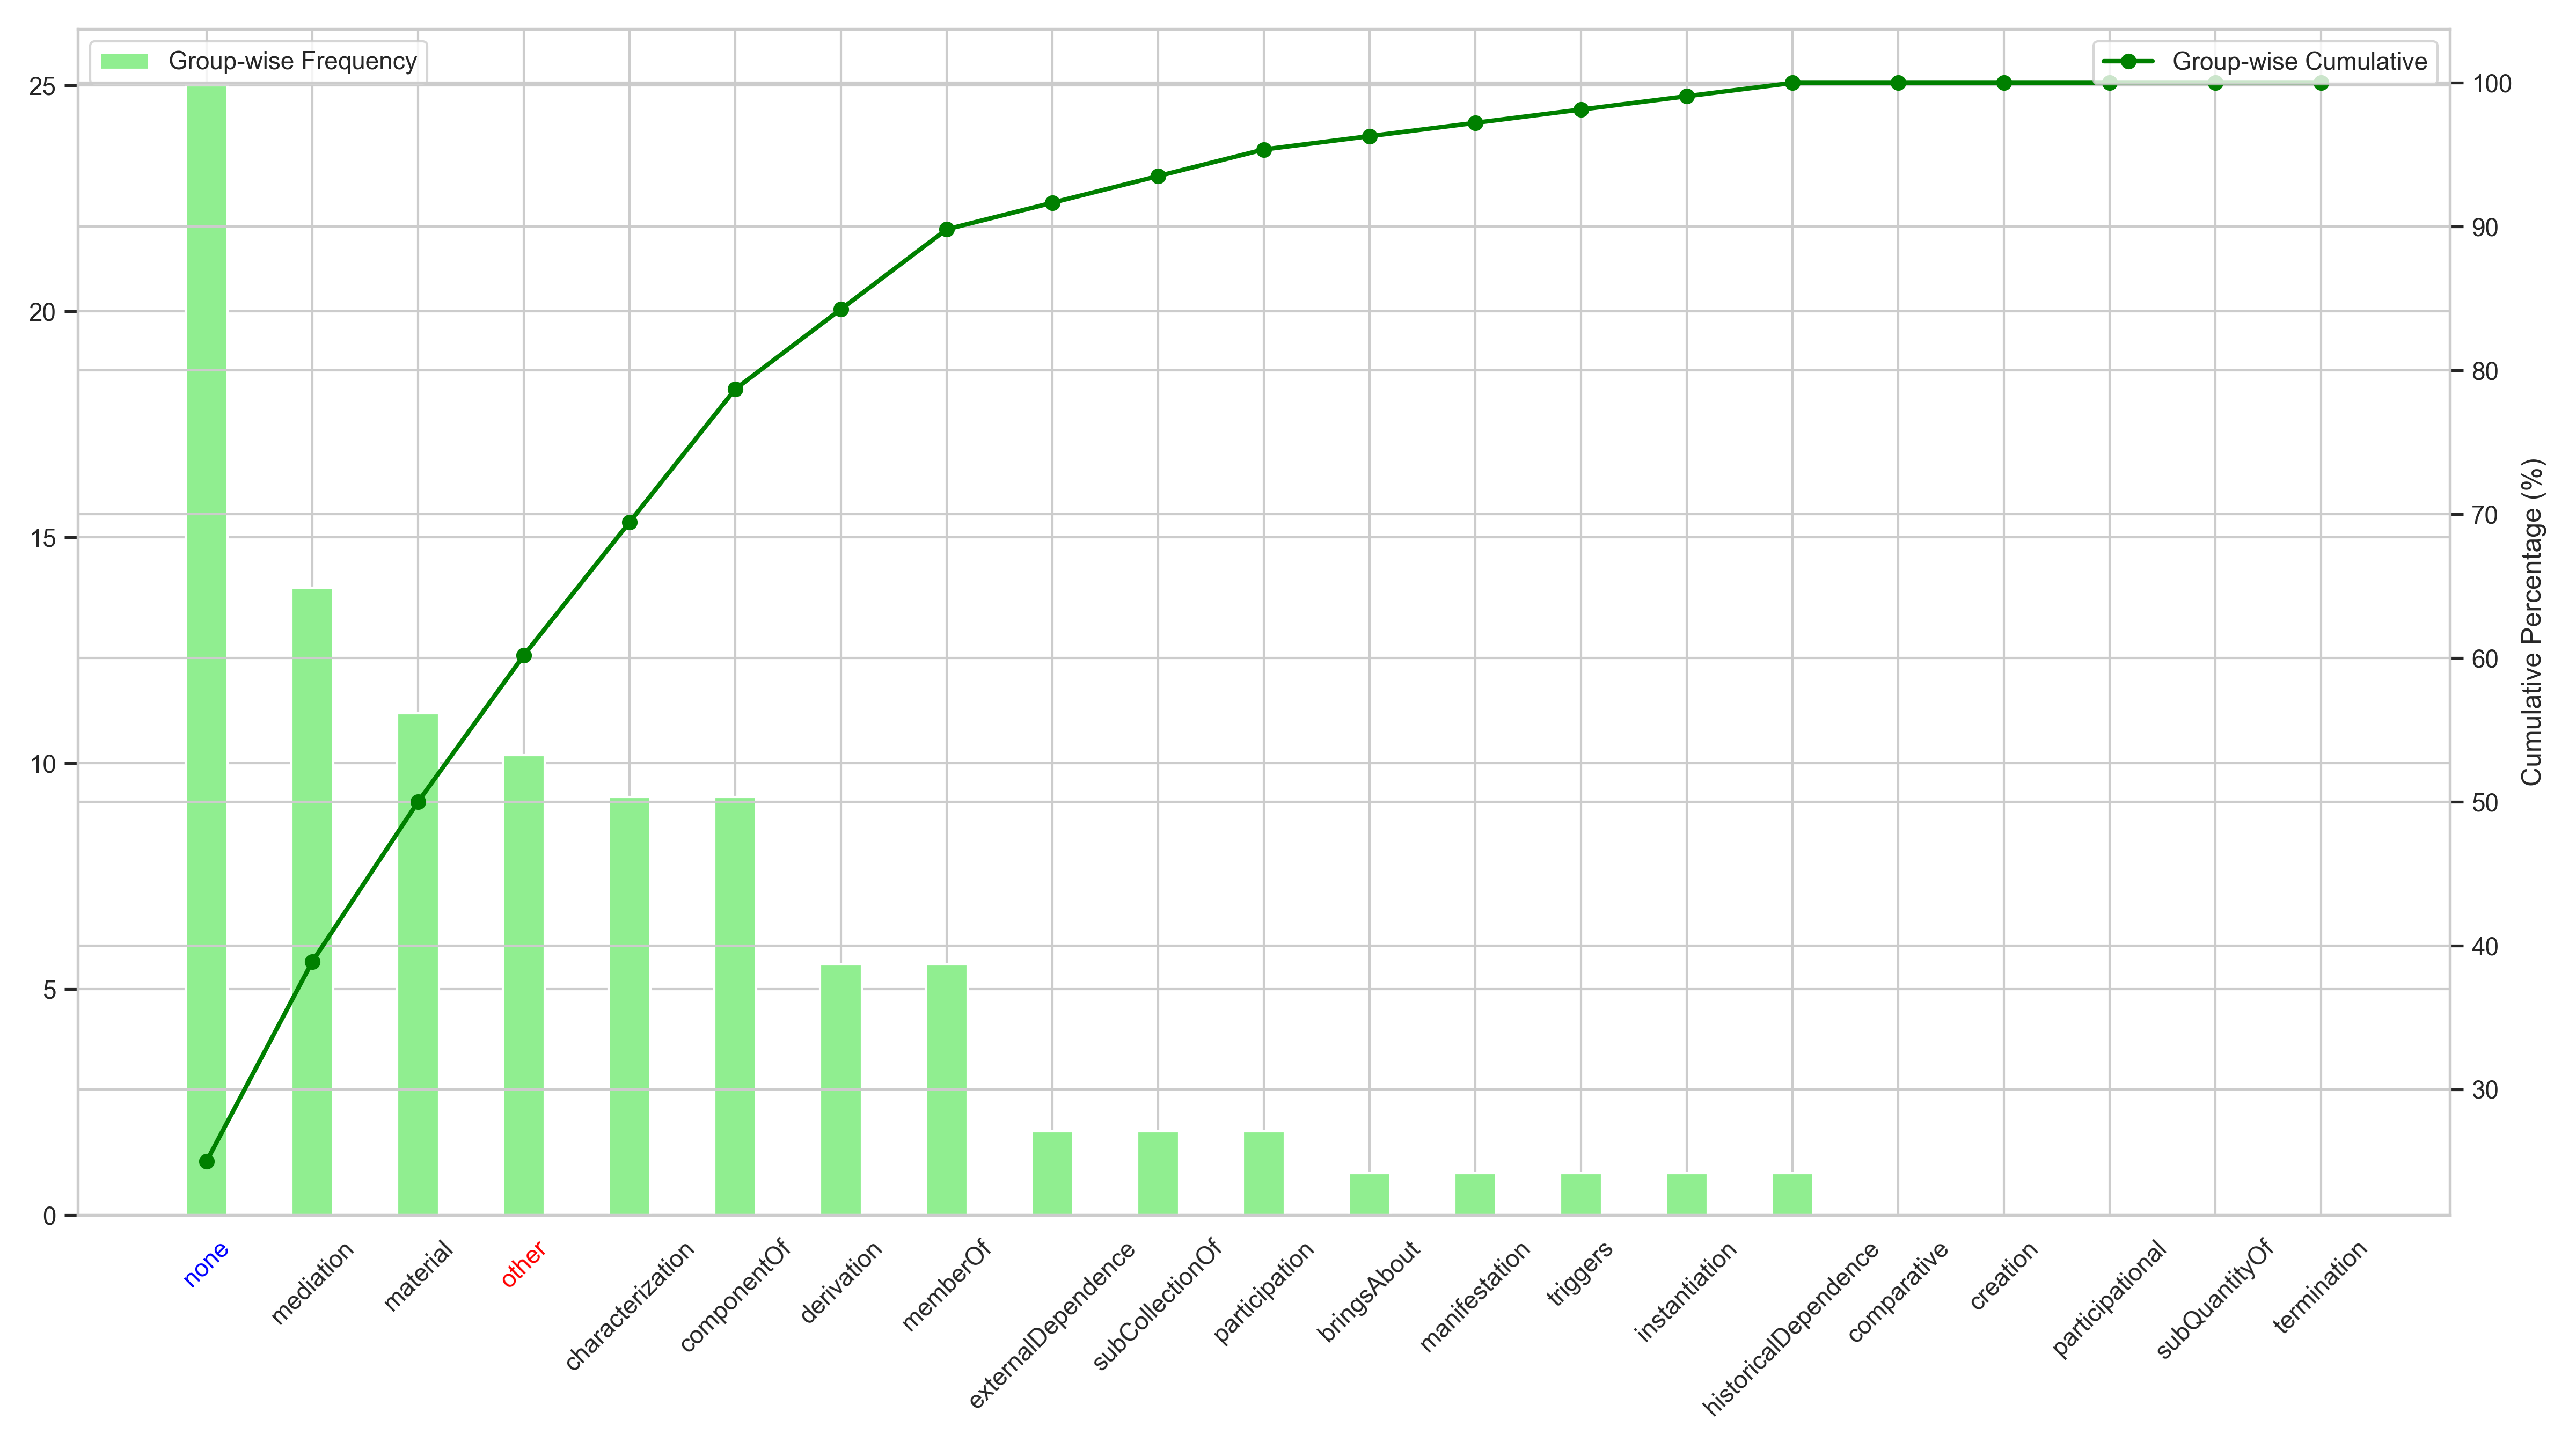 Group-wise Frequency
Group-wise Cumulative
25
20
15
10
5
0
100
90
80
70
60
50
40
30
Cumulative Percentage (%)
none
mediation
material
other
characterization
componentOf
derivation
memberOf
externalDependence
subCollectionOf
participation
bringsAbout
manifestation
triggers
instantiation
historicalDependence
comparative
creation
participational
subQuantityOf
termination